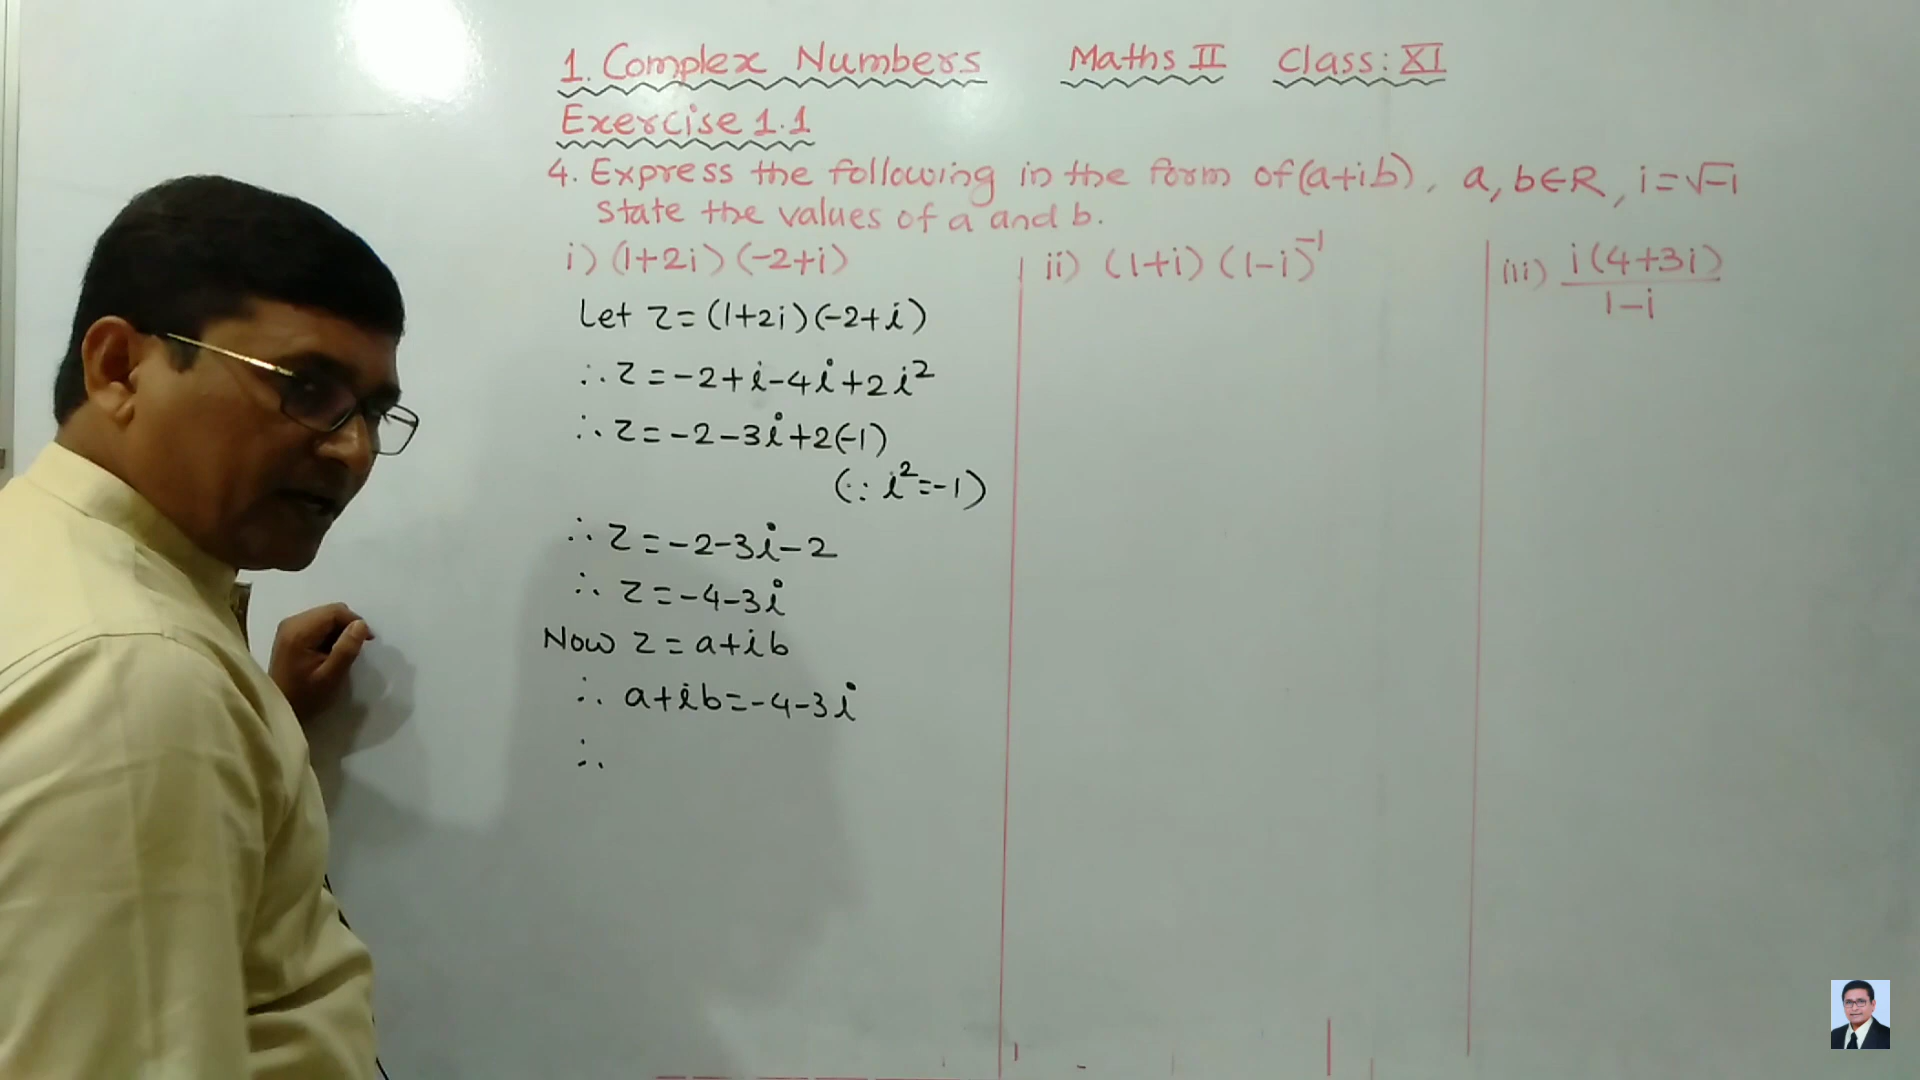 1. Complex Numbers Maths II Class: XI
Exercise 1.1
4. Express the following in the form of (a+ib), a, b∈R, i=√-1
State the values of a and b.
i) (1+2i) (-2+i)
Let z=(1+2i)(-2+i)
∴ z=-2+i-4i+2i²
∴ z=-2-3i+2(-1)
(∵ i²=-1)
∴ z=-2-3i-2
∴ z=-4-3i
Now z=a+ib
∴ a+ib=-4-3i
∴
ii) (1+i) (1-i)⁻¹
iii) i(4+3i)
1-i